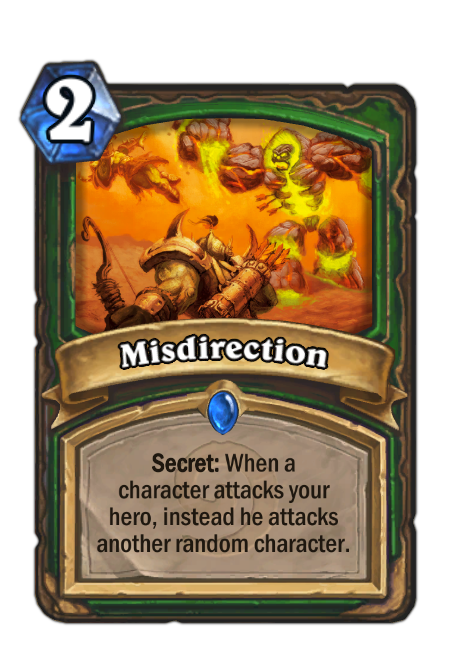 2
Misdirection
Secret: When a
character attacks your
hero, instead he attacks
another random character.